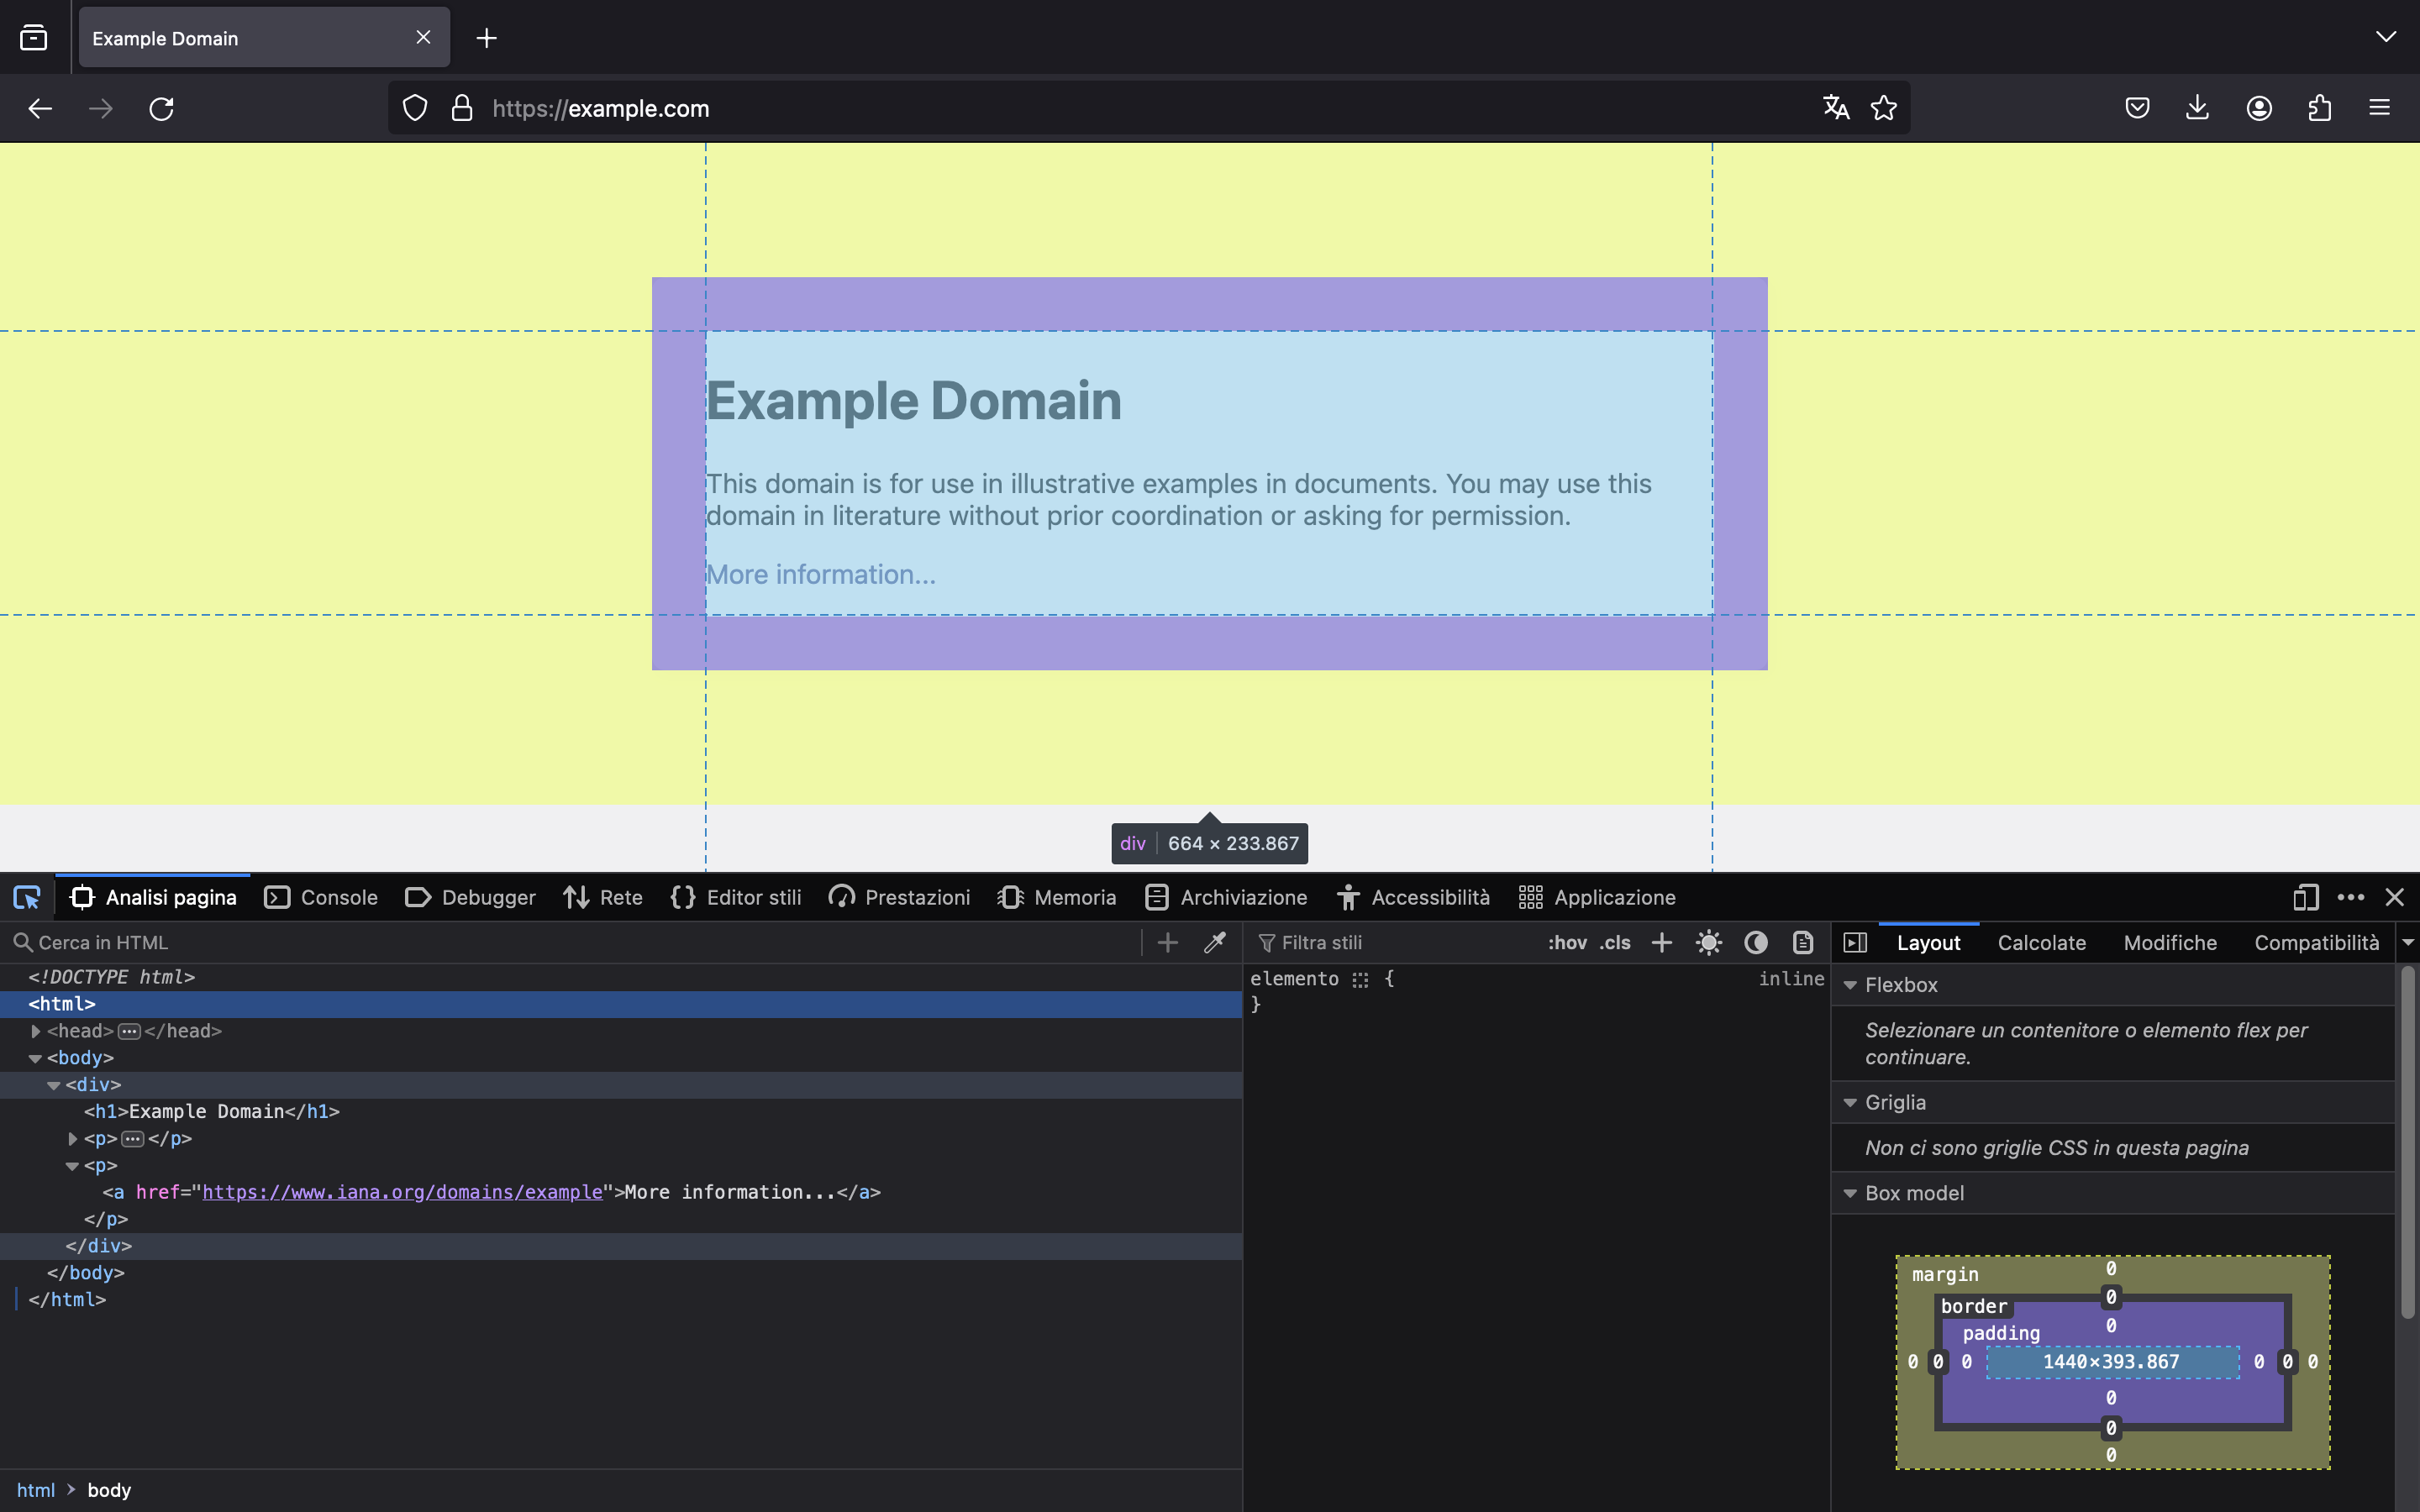 Example Domain
https://example.com
Example Domain
This domain is for use in illustrative examples in documents. You may use this
domain in literature without prior coordination or asking for permission.
More information...
div 664 × 233.867
Analisi pagina Console Debugger Rete Editor stili Prestazioni Memoria Archiviazione Accessibilità Applicazione
Cerca in HTML
<!DOCTYPE html>
<html>
<head>…</head>
<body>
<div>
<h1>Example Domain</h1>
<p>…</p>
<p>
<a href="https://www.iana.org/domains/example">More information...</a>
</p>
</div>
</body>
</html>
html > body
Filtra stili :hov .cls
elemento { inline
}
Layout Calcolate Modifiche Compatibilità
Flexbox
Selezionare un contenitore o elemento flex per
continuare.
Griglia
Non ci sono griglie CSS in questa pagina
Box model
margin 0
border 0
padding 0
0 0 0 1440×393.867 0 0 0
0
0
0